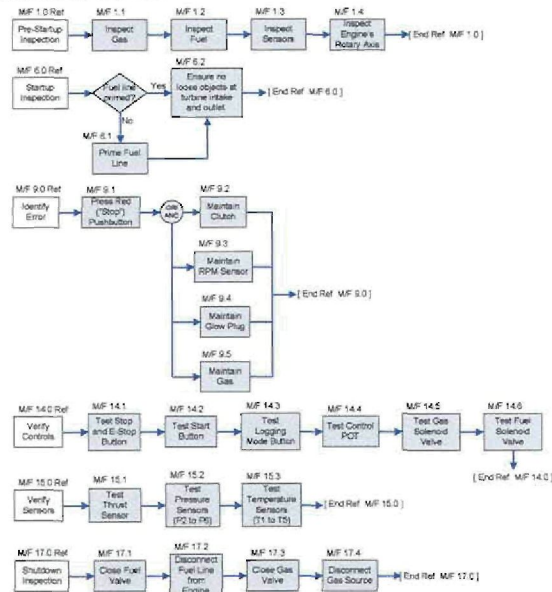 M/F 1.0 Ref
Pre-Startup
Inspection
M/F 1.1
Inspect
Gas
M/F 1.2
Inspect
Fuel
M/F 1.3
Inspect
Sensors
M/F 1.4
Inspect
Engine's
Rotary Axis
[ End Ref M/F 1.0 ]
M/F 6.0 Ref
Startup
Inspection
Fuel line
primed?
Yes
No
M/F 6.1
Prime Fuel
Line
M/F 6.2
Ensure no
loose objects at
turbine intake
and outlet
[ End Ref M/F 6.0 ]
M/F 9.0 Ref
Identify
Error
M/F 9.1
Press Red
("Stop")
Pushbutton
M/F 9.2
Maintain
Clutch
M/F 9.3
Maintain
RPM Sensor
M/F 9.4
Maintain
Glow Plug
M/F 9.5
Maintain
Gas
[ End Ref M/F 9.0 ]
M/F 14.0 Ref
Verify
Controls
M/F 14.1
Test Stop
and E-Stop
Button
M/F 14.2
Test Start
Button
M/F 14.3
Test
Logging
Mode Button
M/F 14.4
Test Control
POT
M/F 14.5
Test Gas
Solenoid
Valve
M/F 14.6
Test Fuel
Solenoid
Valve
[ End Ref M/F 14.0 ]
M/F 15.0 Ref
Verify
Sensors
M/F 15.1
Test
Thrust
Sensor
M/F 15.2
Test
Pressure
Sensors
(P2 to P6)
M/F 15.3
Test
Temperature
Sensors
(T1 to T5)
[ End Ref M/F 15.0 ]
M/F 17.0 Ref
Shutdown
Inspection
M/F 17.1
Close Fuel
Valve
M/F 17.2
Disconnect
Fuel Line
from
Engine
M/F 17.3
Close Gas
Valve
M/F 17.4
Disconnect
Gas Source
[ End Ref M/F 17.0 ]